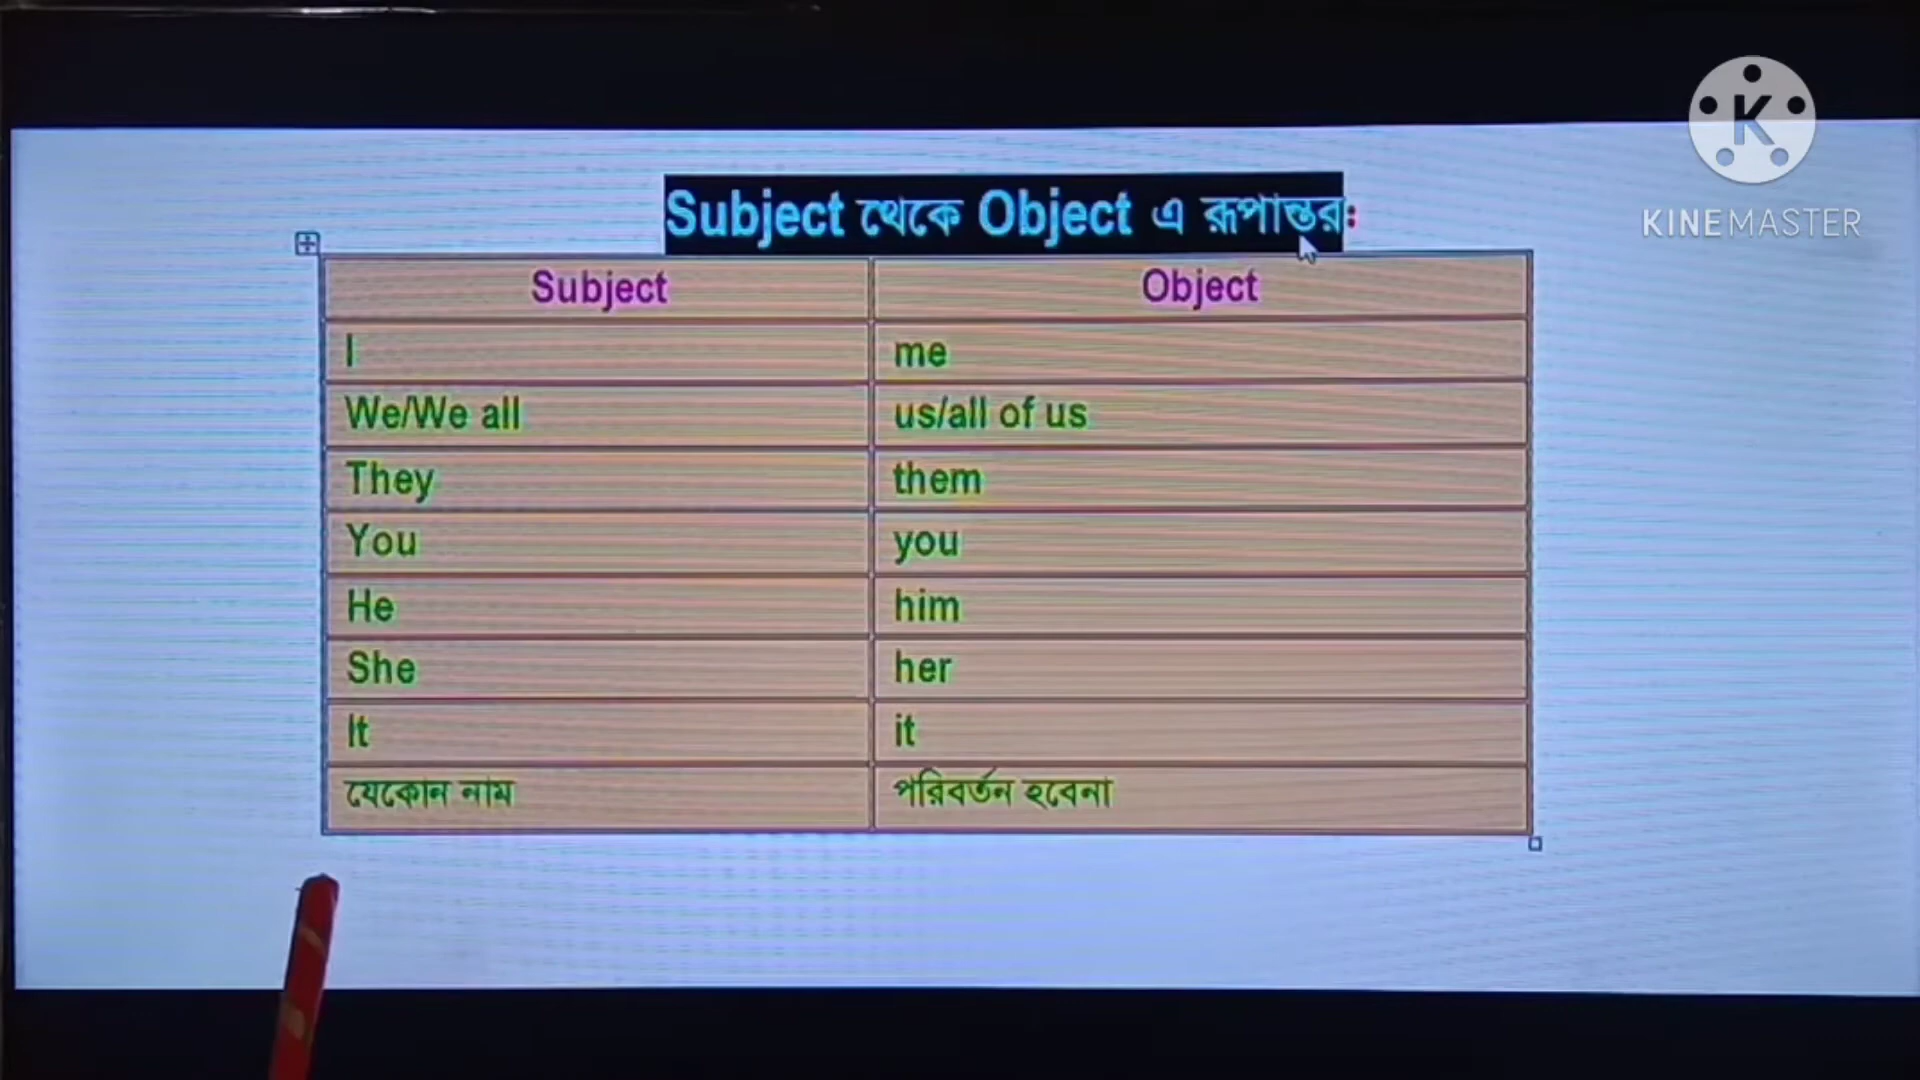 KINEMASTER
Subject থেকে Object এ রূপান্তর:
Subject Object
I me
We/We all us/all of us
They them
You you
He him
She her
It it
যেকোন নাম পরিবর্তন হবেনা